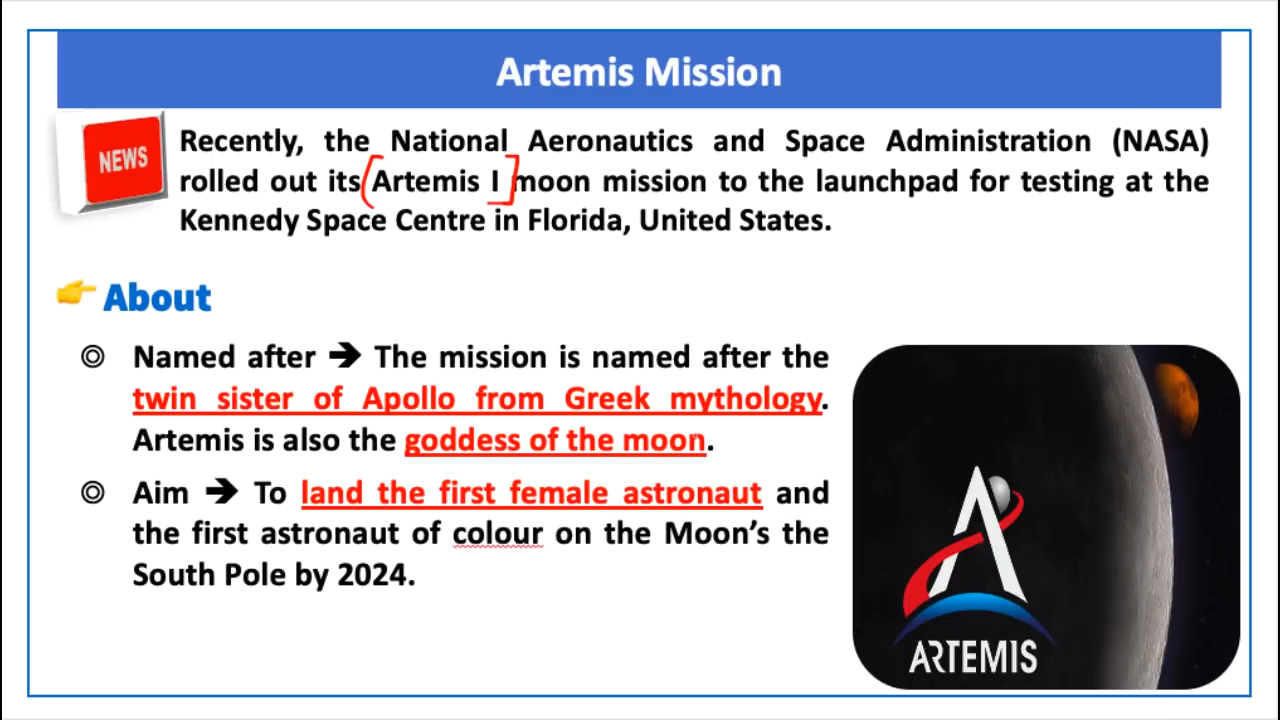 Artemis Mission
NEWS
Recently, the National Aeronautics and Space Administration (NASA)
rolled out its Artemis I moon mission to the launchpad for testing at the
Kennedy Space Centre in Florida, United States.
About
Named after ➔ The mission is named after the
twin sister of Apollo from Greek mythology.
Artemis is also the goddess of the moon.
Aim ➔ To land the first female astronaut and
the first astronaut of colour on the Moon’s the
South Pole by 2024.
ARTEMIS